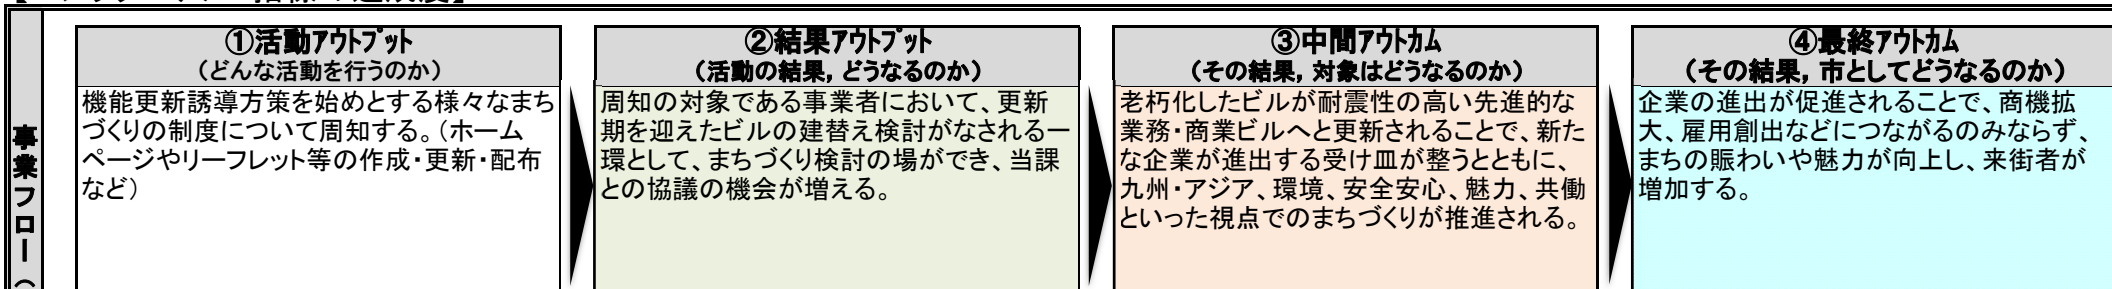 ①活動ｱｳﾄﾌﾟｯﾄ
（どんな活動を行うのか）
機能更新誘導方策を始めとする様々なまち
づくりの制度について周知する。（ホーム
ページやリーフレット等の作成・更新・配布
など）
②結果ｱｳﾄﾌﾟｯﾄ
（活動の結果，どうなるのか）
周知の対象である事業者において、更新
期を迎えたビルの建替え検討がなされる一
環として、まちづくり検討の場ができ、当課
との協議の機会が増える。
③中間ｱｳﾄｶﾑ
（その結果，対象はどうなるのか）
老朽化したビルが耐震性の高い先進的な
業務・商業ビルへと更新されることで、新た
な企業が進出する受け皿が整うとともに、
九州・アジア、環境、安全安心、魅力、共働
といった視点でのまちづくりが推進される。
④最終ｱｳﾄｶﾑ
（その結果，市としてどうなるのか）
企業の進出が促進されることで、商機拡
大、雇用創出などにつながるのみならず、
まちの賑わいや魅力が向上し、来街者が
増加する。
事業フロー（